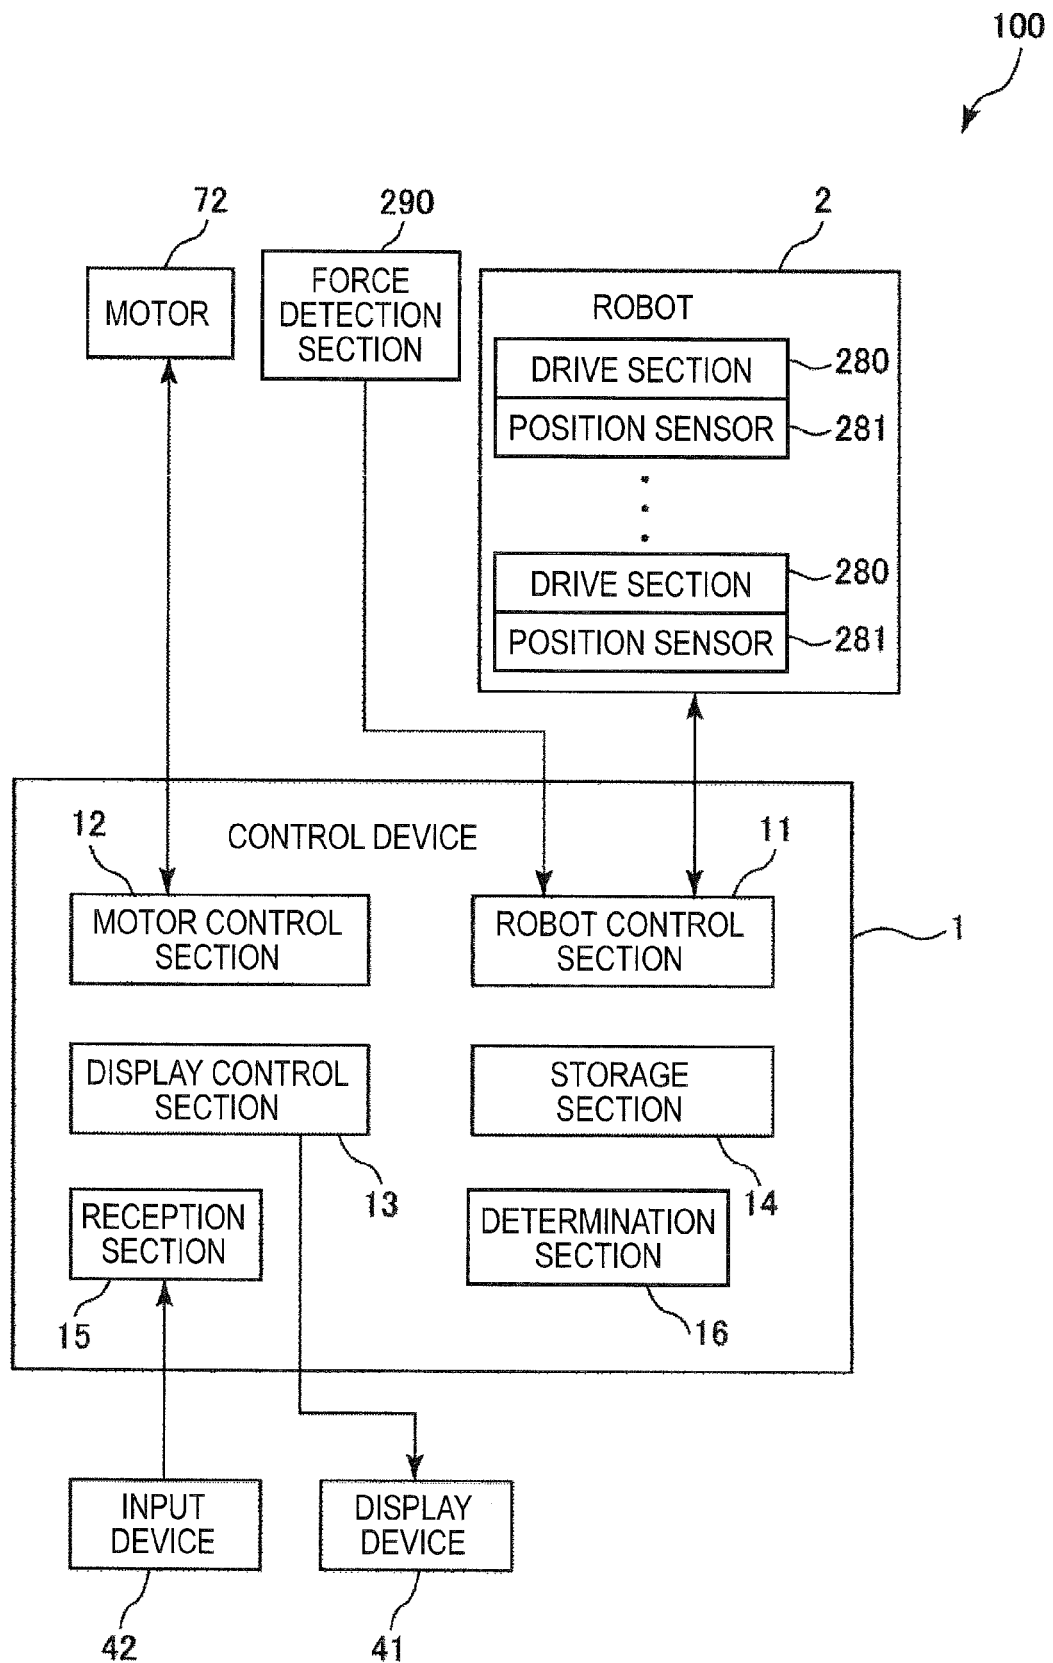 100
72
290
2
MOTOR
FORCE
DETECTION
SECTION
ROBOT
DRIVE SECTION
280
POSITION SENSOR
281
DRIVE SECTION
280
POSITION SENSOR
281
CONTROL DEVICE
12
11
MOTOR CONTROL
SECTION
ROBOT CONTROL
SECTION
1
DISPLAY CONTROL
SECTION
STORAGE
SECTION
13
14
RECEPTION
SECTION
DETERMINATION
SECTION
15
16
INPUT
DEVICE
DISPLAY
DEVICE
42
41